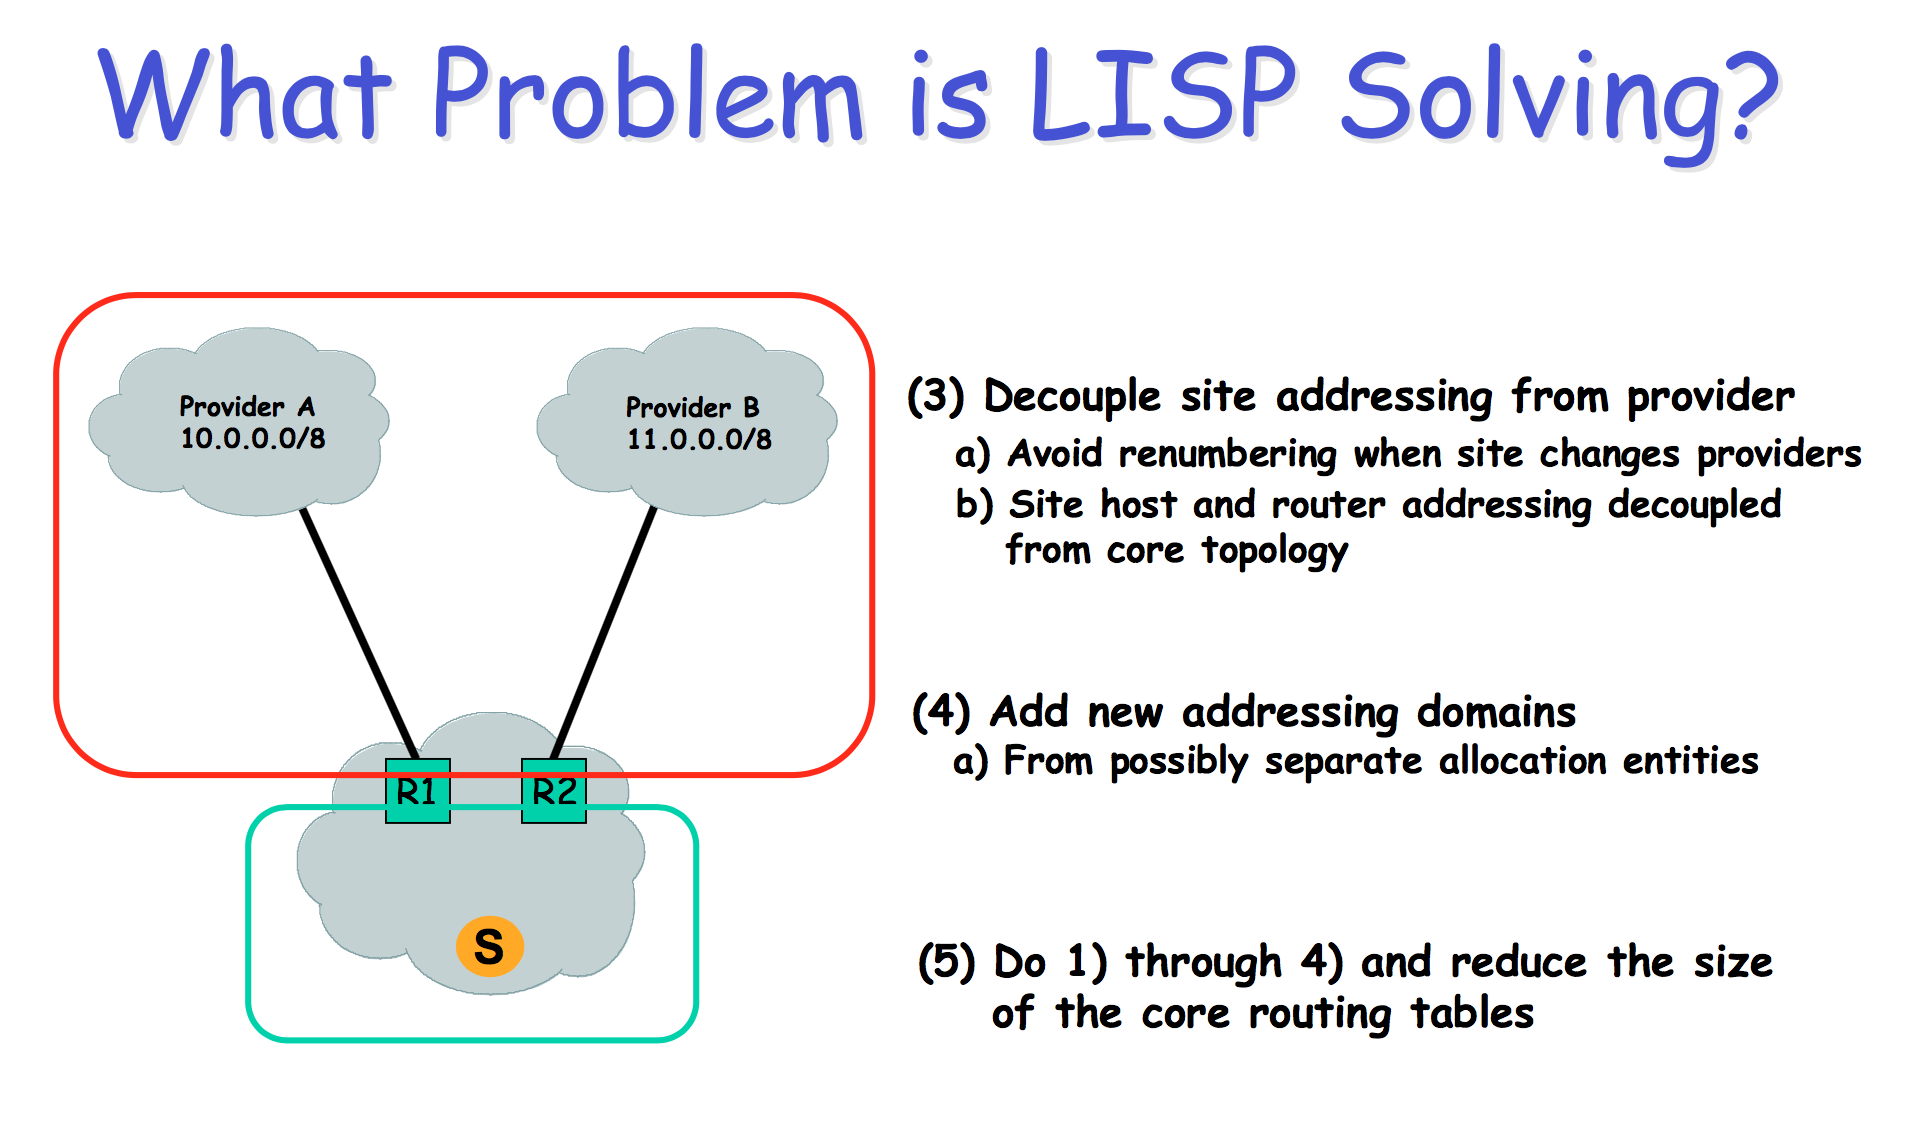 What Problem is LISP Solving?
Provider A
10.0.0.0/8
Provider B
11.0.0.0/8
R1
R2
S
(3) Decouple site addressing from provider
a) Avoid renumbering when site changes providers
b) Site host and router addressing decoupled
from core topology
(4) Add new addressing domains
a) From possibly separate allocation entities
(5) Do 1) through 4) and reduce the size
of the core routing tables